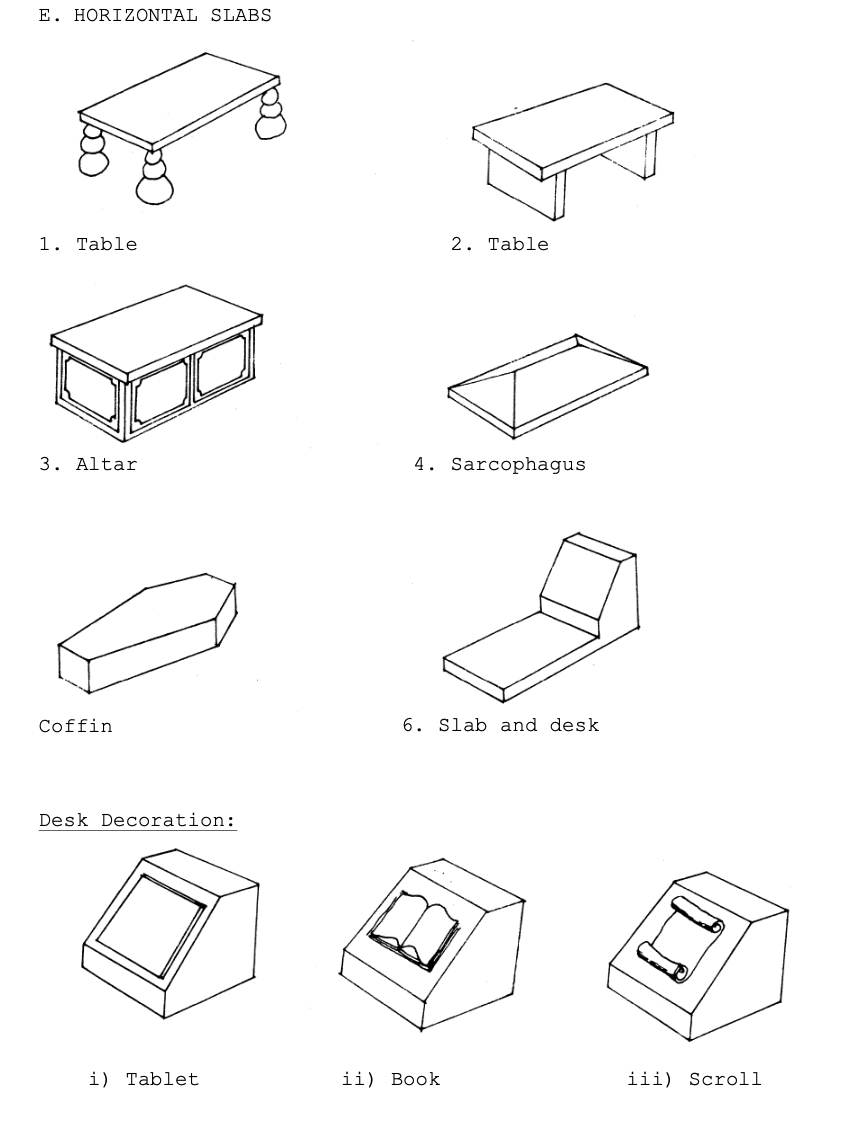 E. HORIZONTAL SLABS
1. Table
2. Table
3. Altar
4. Sarcophagus
Coffin
6. Slab and desk
Desk Decoration:
i) Tablet
ii) Book
iii) Scroll